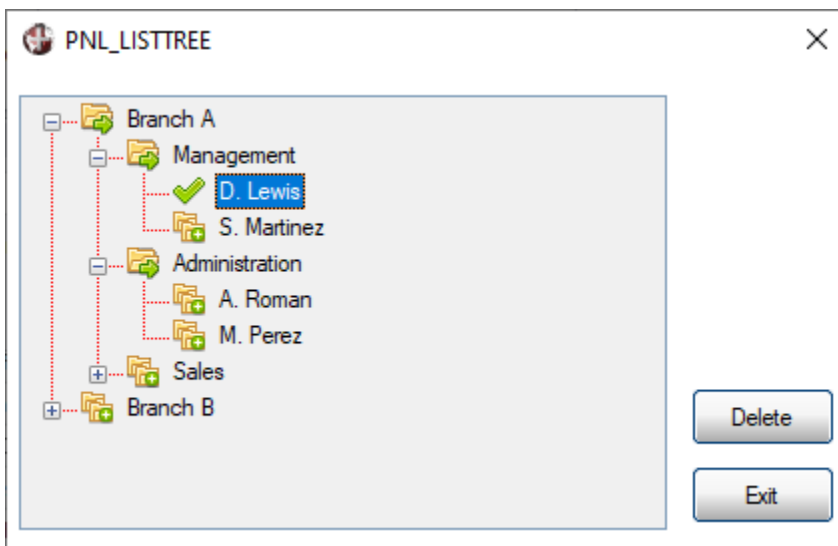 PNL_LISTTREE
Branch A
Management
D. Lewis
S. Martinez
Administration
A. Roman
M. Perez
Sales
Branch B
Delete
Exit